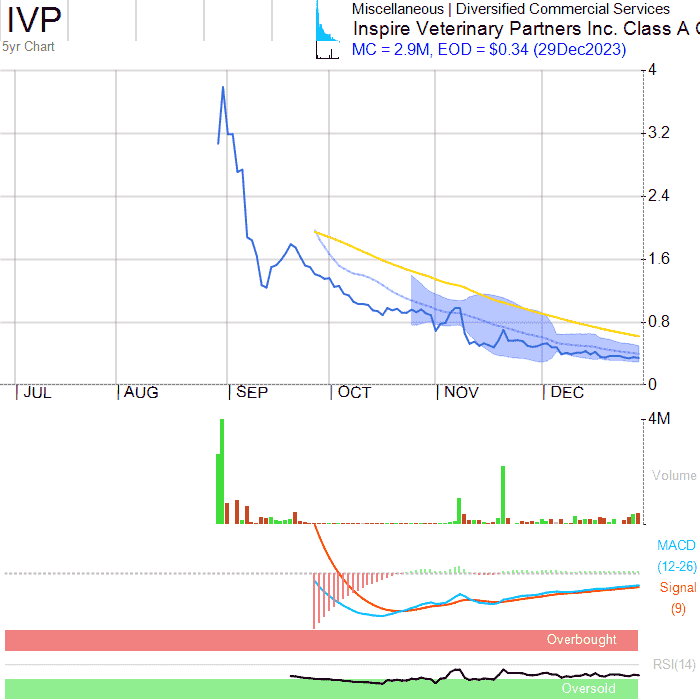 IVP
5yr Chart
Miscellaneous | Diversified Commercial Services
Inspire Veterinary Partners Inc. Class A
MC = 2.9M, EOD = $0.34 (29Dec2023)
4
3.2
2.4
1.6
0.8
0
JUL AUG SEP OCT NOV DEC
4M
Volume
MACD
(12-26)
Signal
(9)
Overbought
RSI(14)
Oversold